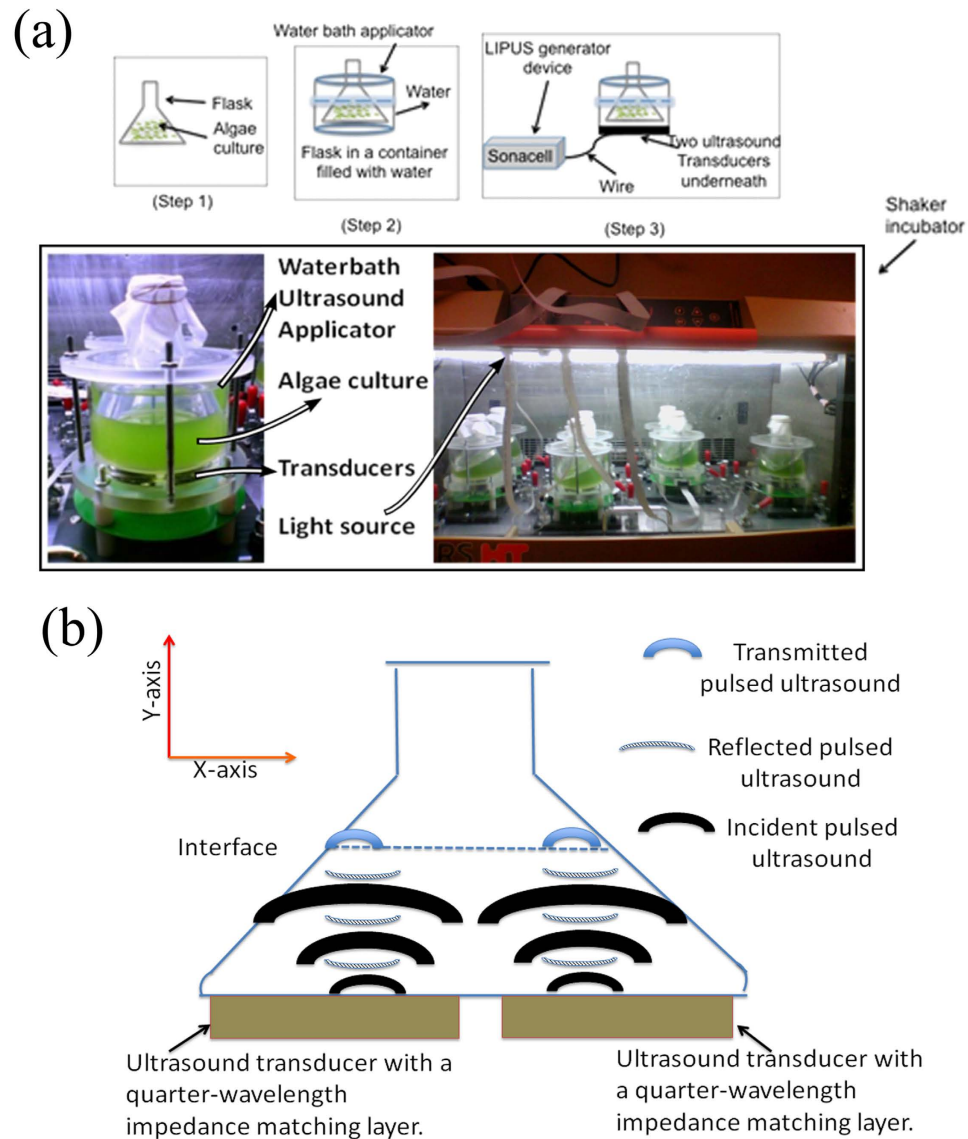 (a)
Flask
Algae
culture
(Step 1)
Water bath applicator
Water
Flask in a container
filled with water
(Step 2)
LIPUS generator
device
Sonacell
Wire
Two ultrasound
Transducers
underneath
(Step 3)
Shaker
incubator
Waterbath
Ultrasound
Applicator
Algae culture
Transducers
Light source
RS HT
(b)
Y-axis
X-axis
Transmitted
pulsed ultrasound
Reflected pulsed
ultrasound
Incident pulsed
ultrasound
Interface
Ultrasound transducer with a
quarter-wavelength
impedance matching layer.
Ultrasound transducer with
a quarter-wavelength
impedance matching layer.